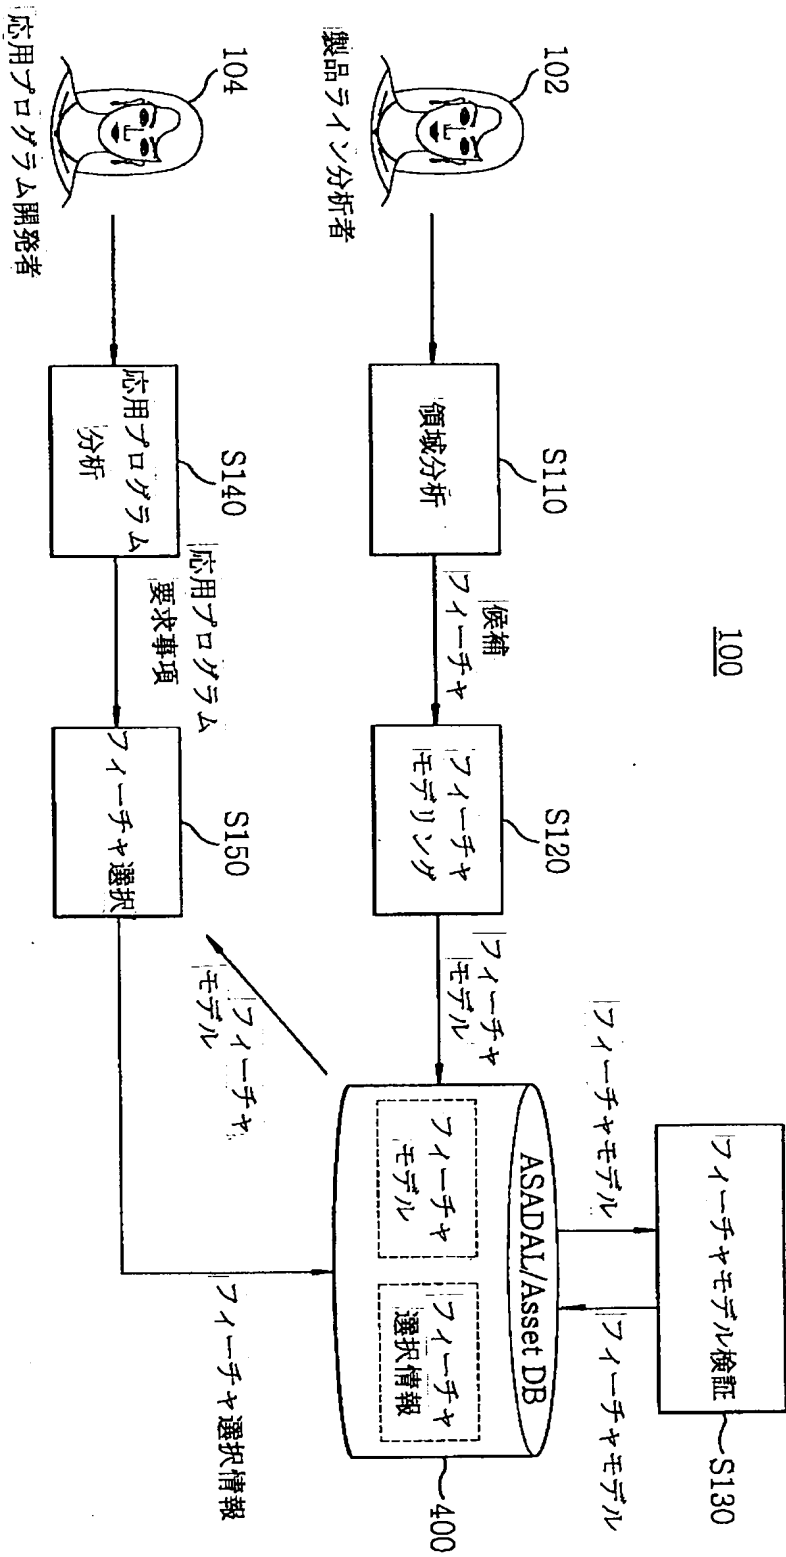 100
フィーチャモデル検証
S130
フィーチャモデル
フィーチャモデル
102
製品ライン分析者
S110
領域分析
候補
フィーチャ
S120
フィーチャ
モデリング
フィーチャ
モデル
ASADAL/Asset DB
フィーチャ
モデル
フィーチャ
選択情報
400
104
応用プログラム開発者
S140
応用プログラム
分析
応用プログラム
要求事項
S150
フィーチャ選択
フィーチャ
モデル
フィーチャ選択情報